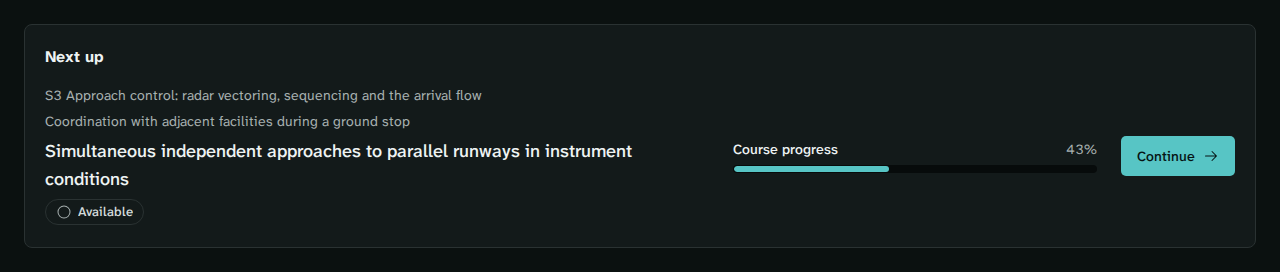 Next up
S3 Approach control: radar vectoring, sequencing and the arrival flow
Coordination with adjacent facilities during a ground stop
Simultaneous independent approaches to parallel runways in instrument
conditions
Available
Course progress
43%
Continue